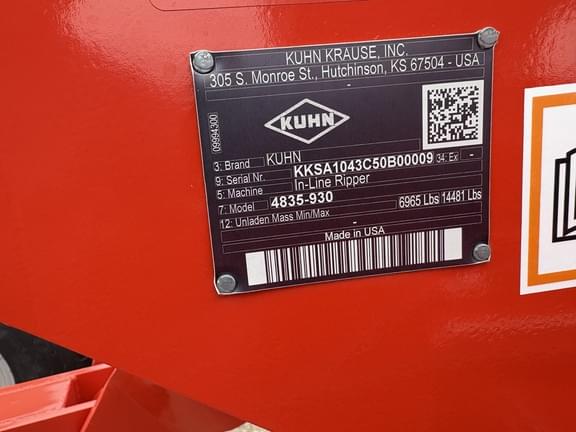 KUHN KRAUSE, INC.
305 S. Monroe St., Hutchinson, KS 67504 - USA
-
09994300
KUHN
3: Brand KUHN
9: Serial Nr. KKSA1043C50B00009 34: Ex -
5: Machine In-Line Ripper
7: Model 4835-930
12: Unladen Mass Min/Max 6965 Lbs 14481 Lbs
-
Made in USA